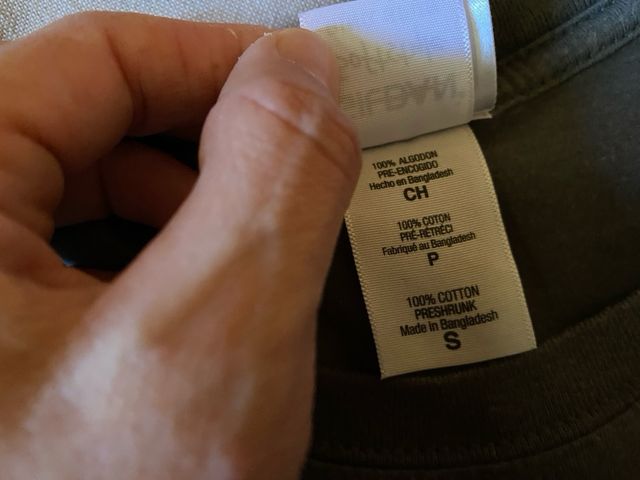 100% ALGODON
PRE-ENCOGIDO
Hecho en Bangladesh
CH
100% COTON
PRÉ-RÉTRÉCI
Fabriqué au Bangladesh
P
100% COTTON
PRESHRUNK
Made in Bangladesh
S